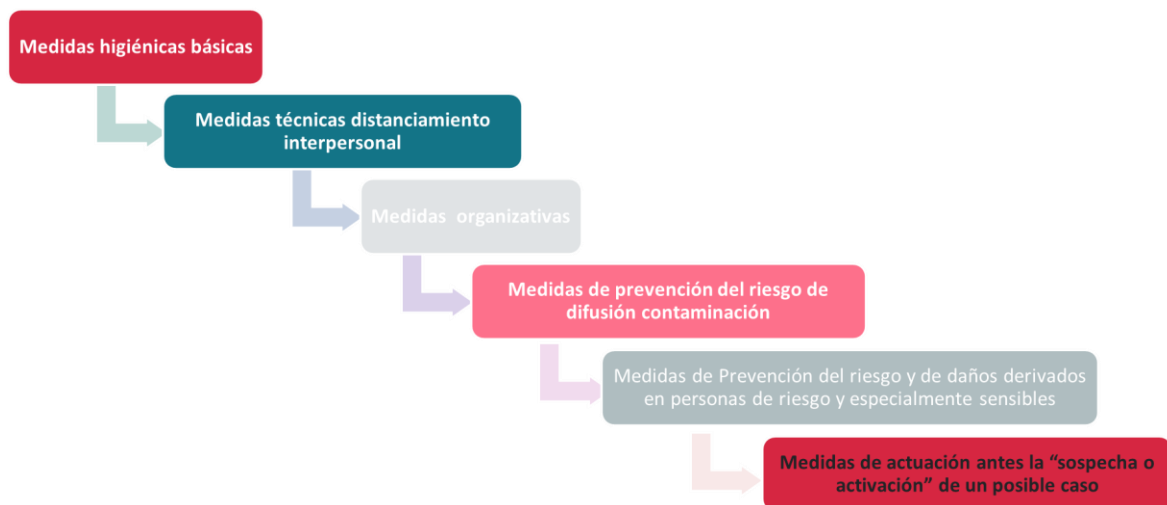 Medidas higiénicas básicas
Medidas técnicas distanciamiento
interpersonal
Medidas organizativas
Medidas de prevención del riesgo de
difusión contaminación
Medidas de Prevención del riesgo y de daños derivados
en personas de riesgo y especialmente sensibles
Medidas de actuación antes la “sospecha o
activación” de un posible caso